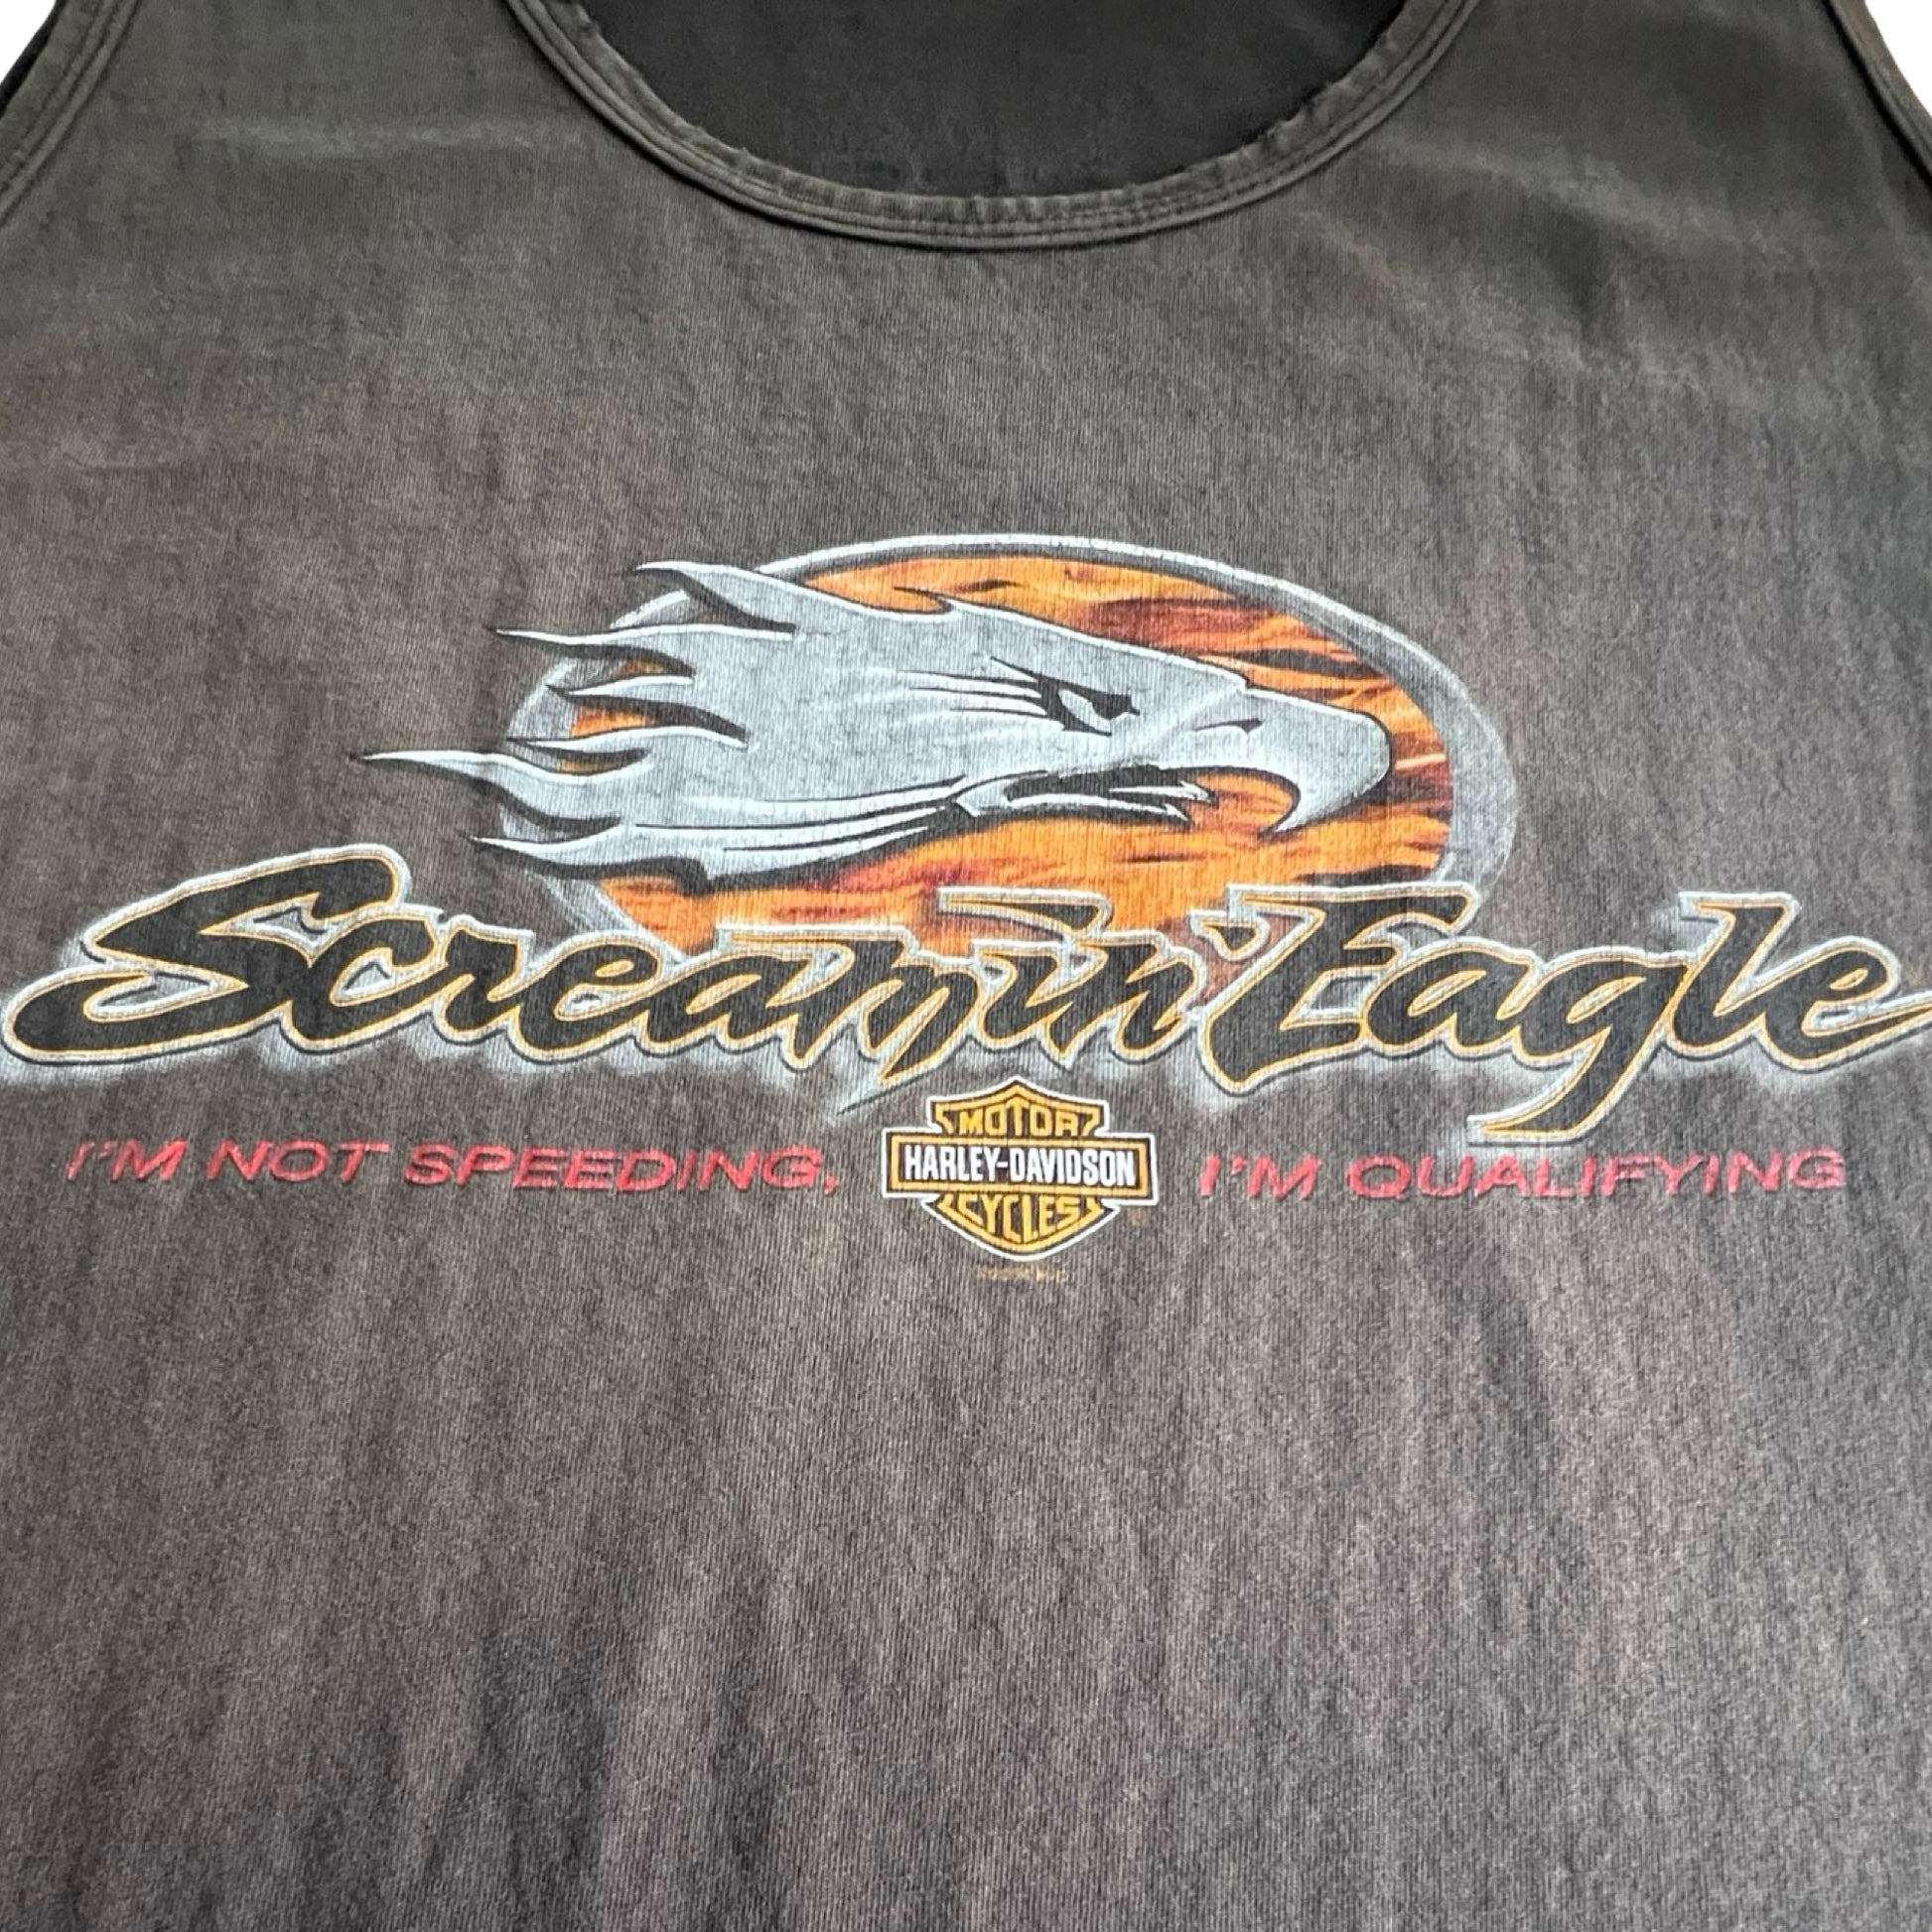 Screamin' Eagle
I'M NOT SPEEDING, I'M QUALIFYING
MOTOR
HARLEY-DAVIDSON
CYCLES